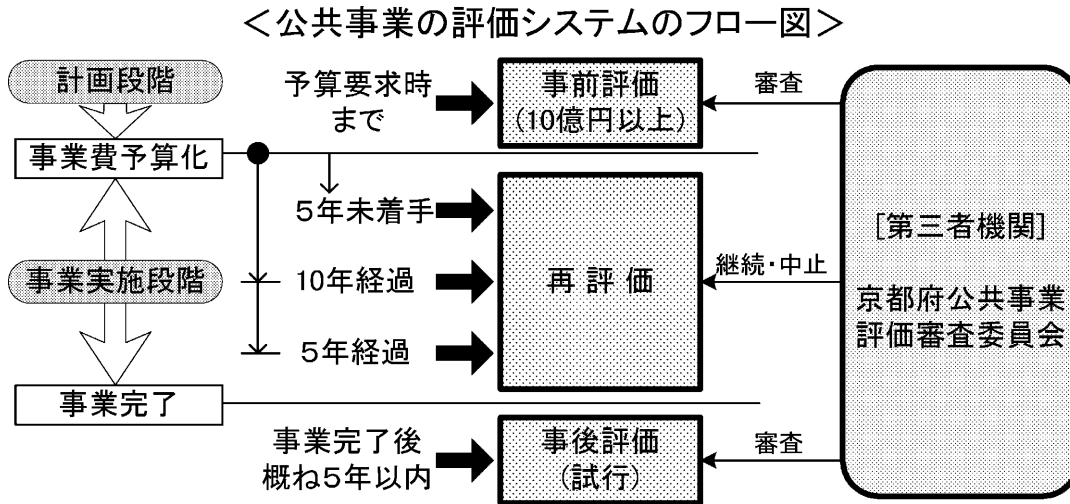 ＜公共事業の評価システムのフロー図＞
計画段階
事業費予算化
事業実施段階
事業完了
予算要求時
まで
５年未着手
10年経過
５年経過
事業完了後
概ね５年以内
事前評価
（10億円以上）
再 評 価
事後評価
（試行）
審査
継続・中止
審査
［第三者機関］
京都府公共事業
評価審査委員会